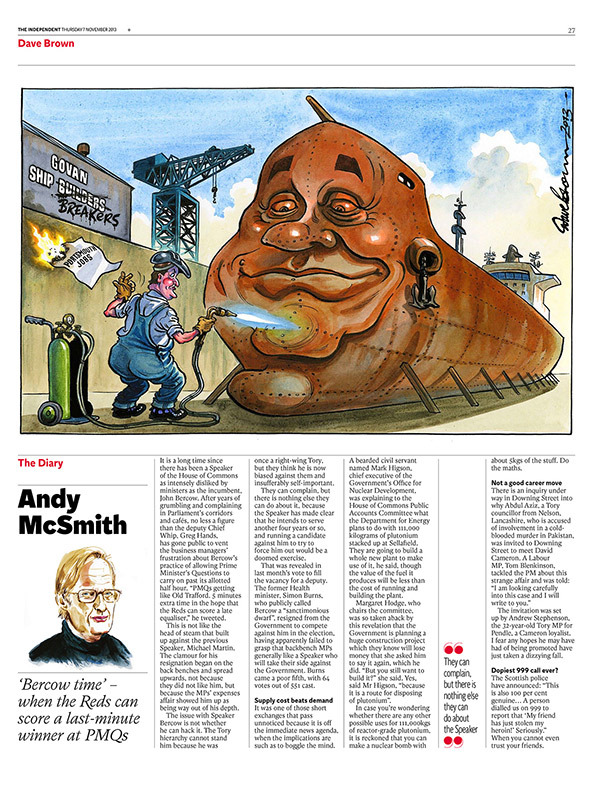 THE INDEPENDENT THURSDAY 7 NOVEMBER 2013
27
Dave Brown
GOVAN
SHIP BUILDERS
BREAKERS
PORTSMOUTH
JOBS
Dave Brown 2013
The Diary
Andy
McSmith
‘Bercow time’ –
when the Reds can
score a last-minute
winner at PMQs
It is a long time since
there has been a Speaker
of the House of Commons
as intensely disliked by
ministers as the incumbent,
John Bercow. After years of
grumbling and complaining
in Parliament’s corridors
and cafés, no less a figure
than the deputy Chief
Whip, Greg Hands,
has gone public to vent
the business managers’
frustration about Bercow’s
practice of allowing Prime
Minister’s Questions to
carry on past its allotted
half hour. “PMQs getting
like Old Trafford. 5 minutes
extra time in the hope that
the Reds can score a late
equaliser,” he tweeted.
This is not like the
head of steam that built
up against the previous
Speaker, Michael Martin.
The clamour for his
resignation began on the
back benches and spread
upwards, not because
they did not like him, but
because the MPs’ expenses
affair showed him up as
being way out of his depth.
The issue with Speaker
Bercow is not whether
he can hack it. The Tory
hierarchy cannot stand
him because he was
once a right-wing Tory,
but they think he is now
biased against them and
insufferably self-important.
They can complain, but
there is nothing else they
can do about it, because
the Speaker has made clear
that he intends to serve
another four years or so,
and running a candidate
against him to try to
force him out would be a
doomed exercise.
That was revealed in
last month’s vote to fill
the vacancy for a deputy.
The former Health
minister, Simon Burns,
who publicly called
Bercow a “sanctimonious
dwarf”, resigned from the
Government to compete
against him in the election,
having apparently failed to
grasp that backbench MPs
generally like a Speaker who
will take their side against
the Government. Burns
came a poor fifth, with 64
votes out of 551 cast.
Supply cost beats demand
It was one of those short
exchanges that pass
unnoticed because it is off
the immediate news agenda,
when the implications are
such as to boggle the mind.
A bearded civil servant
named Mark Higson,
chief executive of the
Government’s Office for
Nuclear Development,
was explaining to the
House of Commons Public
Accounts Committee what
the Department for Energy
plans to do with 111,000
kilograms of plutonium
stacked up at Sellafield.
They are going to build a
whole new plant to make
use of it, he said, though
the value of the fuel it
produces will be less than
the cost of running and
building the plant.
Margaret Hodge, who
chairs the committee,
was so taken aback by
this revelation that the
Government is planning a
huge construction project
which they know will lose
money that she asked him
to say it again, which he
did. “But you still want to
build it?” she said. Yes,
said Mr Higson, “because
it is a route for disposing
of plutonium”.
In case you’re wondering
whether there are any other
possible uses for 111,000kgs
of reactor-grade plutonium,
it is reckoned that you can
make a nuclear bomb with
They can
complain,
but there is
nothing else
they can
do about
the Speaker
about 5kgs of the stuff. Do
the maths.
Not a good career move
There is an inquiry under
way in Downing Street into
why Abdul Aziz, a Tory
councillor from Nelson,
Lancashire, who is accused
of involvement in a cold-
blooded murder in Pakistan,
was invited to Downing
Street to meet David
Cameron. A Labour
MP, Tom Blenkinson,
tackled the PM about this
strange affair and was told:
“I am looking carefully
into this case and I will
write to you.”
The invitation was set
up by Andrew Stephenson,
the 32-year-old Tory MP for
Pendle, a Cameron loyalist.
I fear any hopes he may have
had of being promoted have
just taken a dizzying fall.
Dopiest 999 call ever?
The Scottish police
have announced: “This
is also 100 per cent
genuine… A person
dialled us on 999 to
report that ‘My friend
has just stolen my
heroin!’ Seriously.”
When you cannot even
trust your friends.